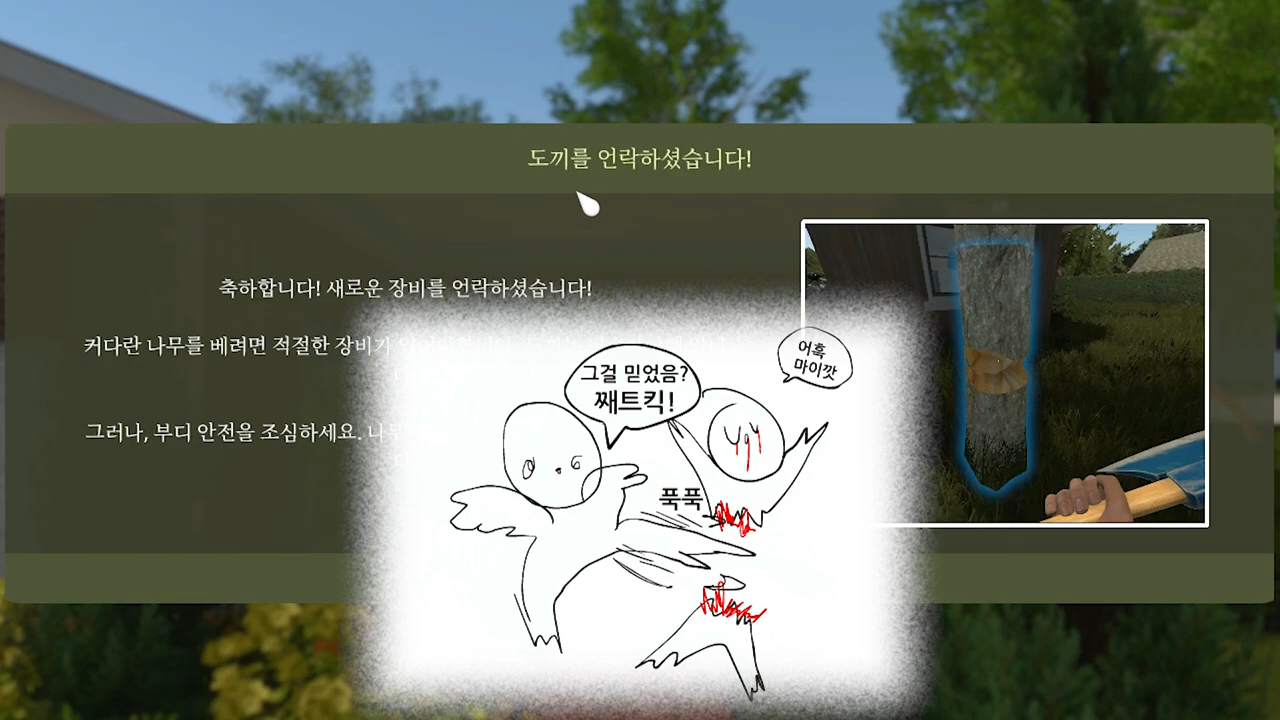 도끼를 언락하셨습니다!
축하합니다! 새로운 장비를 언락하셨습니다!
커다란 나무를 베려면 적절한 장비가
그러나, 부디 안전을 조심하세요.
그걸 믿었음?
째트킥!
어흑
마이깟
푹푹